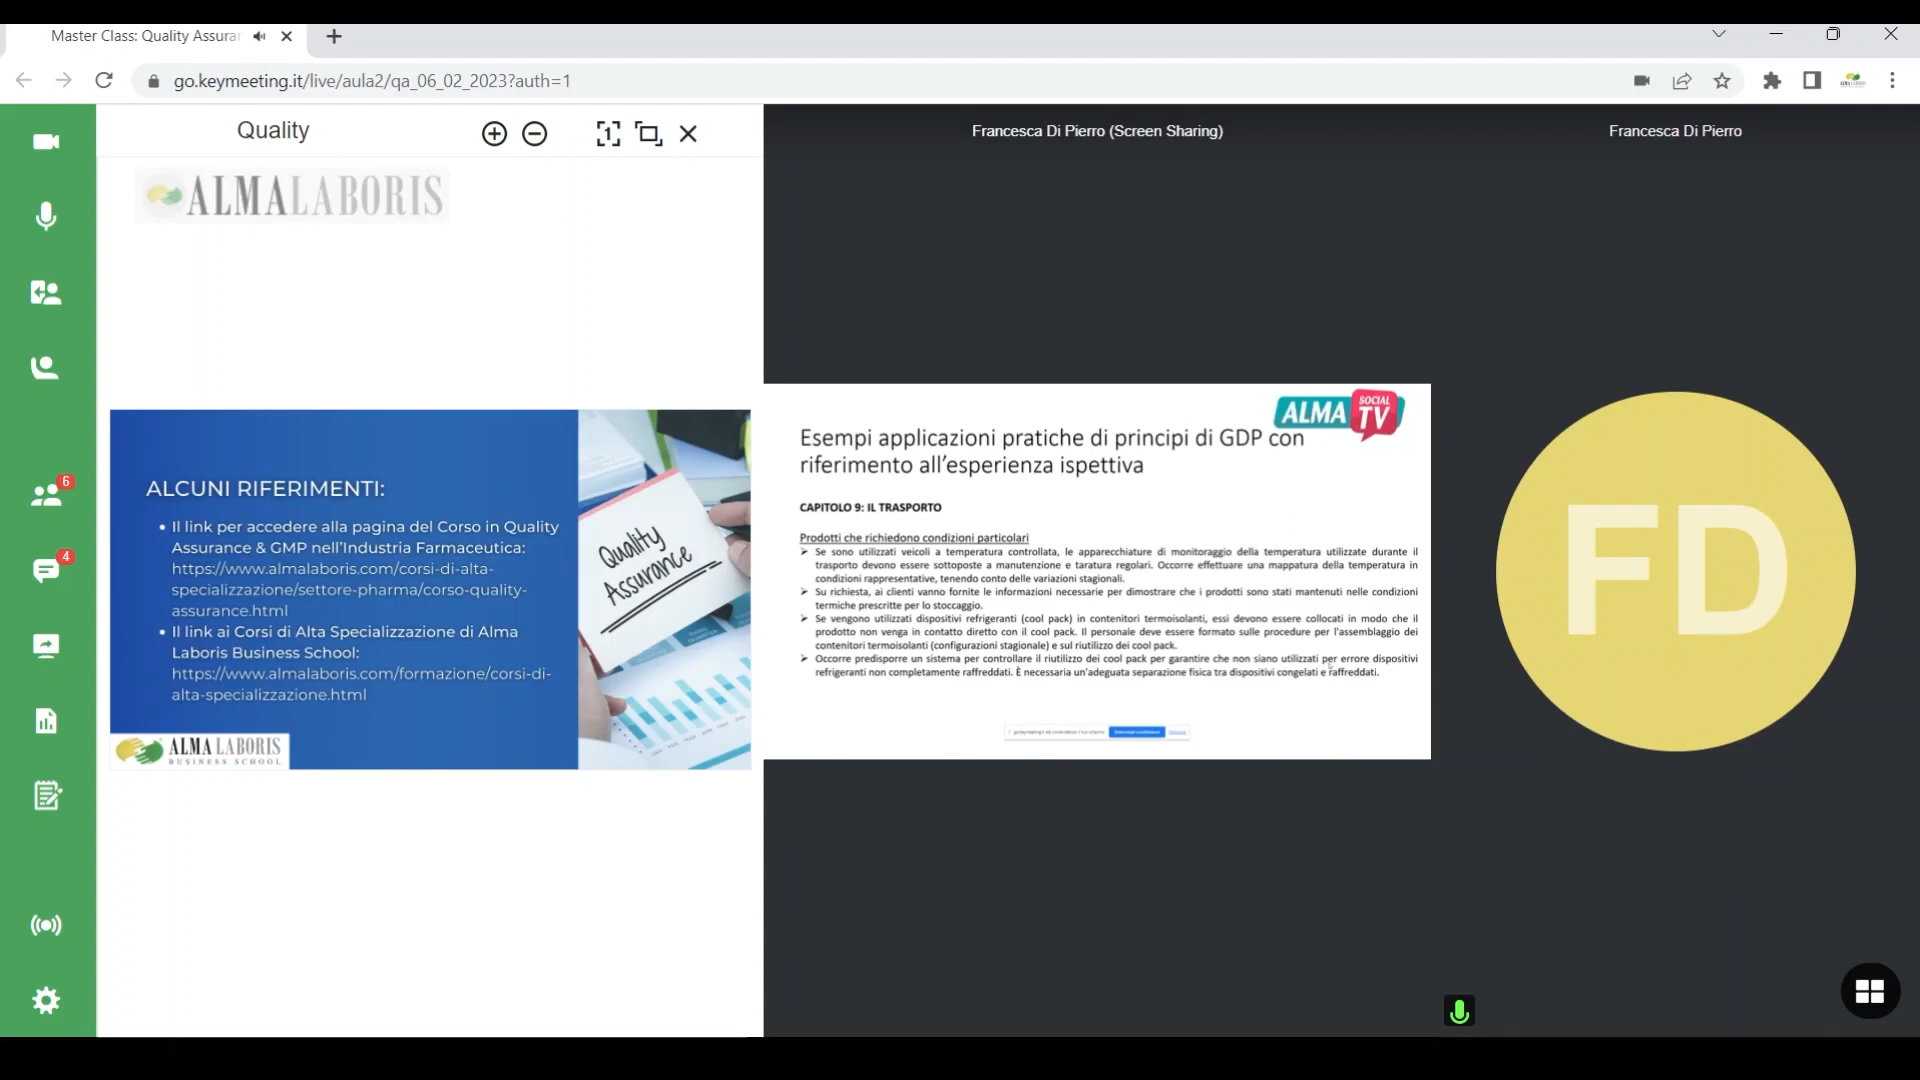 Master Class: Quality Assurar
go.keymeeting.it/live/aula2/qa_06_02_2023?auth=1
Quality
ALMALABORIS
ALCUNI RIFERIMENTI:
• Il link per accedere alla pagina del Corso in Quality
Assurance & GMP nell'Industria Farmaceutica:
https://www.almalaboris.com/corsi-di-alta-
specializzazione/settore-pharma/corso-quality-
assurance.html
• Il link ai Corsi di Alta Specializzazione di Alma
Laboris Business School:
https://www.almalaboris.com/formazione/corsi-di-
alta-specializzazione.html
ALMA LABORIS
BUSINESS SCHOOL
Quality
Assurance
Francesca Di Pierro (Screen Sharing)
ALMA SOCIAL TV
Esempi applicazioni pratiche di principi di GDP con
riferimento all'esperienza ispettiva
CAPITOLO 9: IL TRASPORTO
Prodotti che richiedono condizioni particolari
➢ Se sono utilizzati veicoli a temperatura controllata, le apparecchiature di monitoraggio della temperatura utilizzate durante il
trasporto devono essere sottoposte a manutenzione e taratura regolari. Occorre effettuare una mappatura della temperatura in
condizioni rappresentative, tenendo conto delle variazioni stagionali.
➢ Su richiesta, ai clienti vanno fornite le informazioni necessarie per dimostrare che i prodotti sono stati mantenuti nelle condizioni
termiche prescritte per lo stoccaggio.
➢ Se vengono utilizzati dispositivi refrigeranti (cool pack) in contenitori termoisolanti, essi devono essere collocati in modo che il
prodotto non venga in contatto diretto con il cool pack. Il personale deve essere formato sulle procedure per l'assemblaggio dei
contenitori termoisolanti (configurazioni stagionale) e sul riutilizzo dei cool pack.
➢ Occorre predisporre un sistema per controllare il riutilizzo dei cool pack per garantire che non siano utilizzati per errore dispositivi
refrigeranti non completamente raffreddati. È necessaria un'adeguata separazione fisica tra dispositivi congelati e raffreddati.
Francesca Di Pierro
FD
6
4